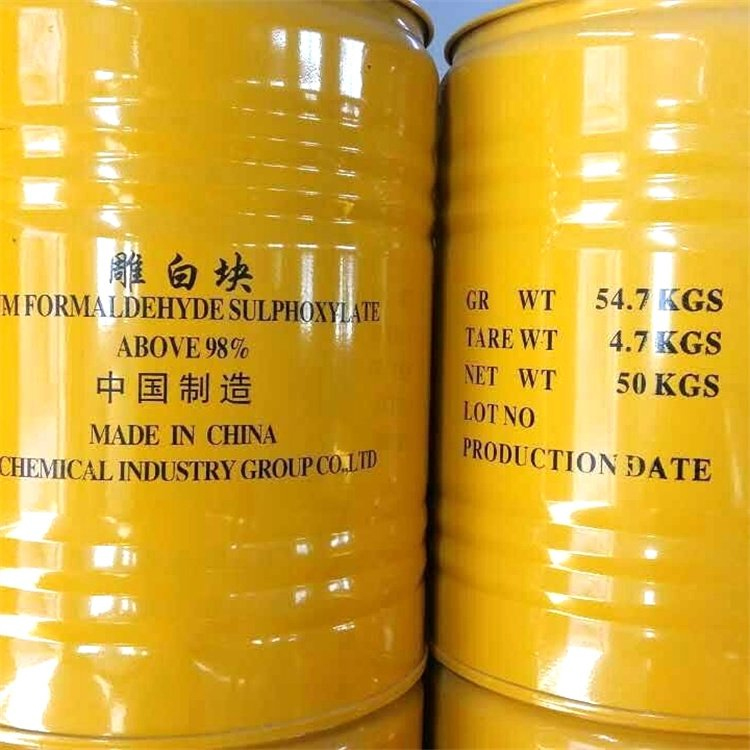 雕白块
UM FORMALDEHYDE SULPHOXYLATE
ABOVE 98%
中国制造
MADE IN CHINA
CHEMICAL INDUSTRY GROUP CO.,LTD
GR WT 54.7 KGS
TARE WT 4.7 KGS
NET WT 50 KGS
LOT NO
PRODUCTION DATE